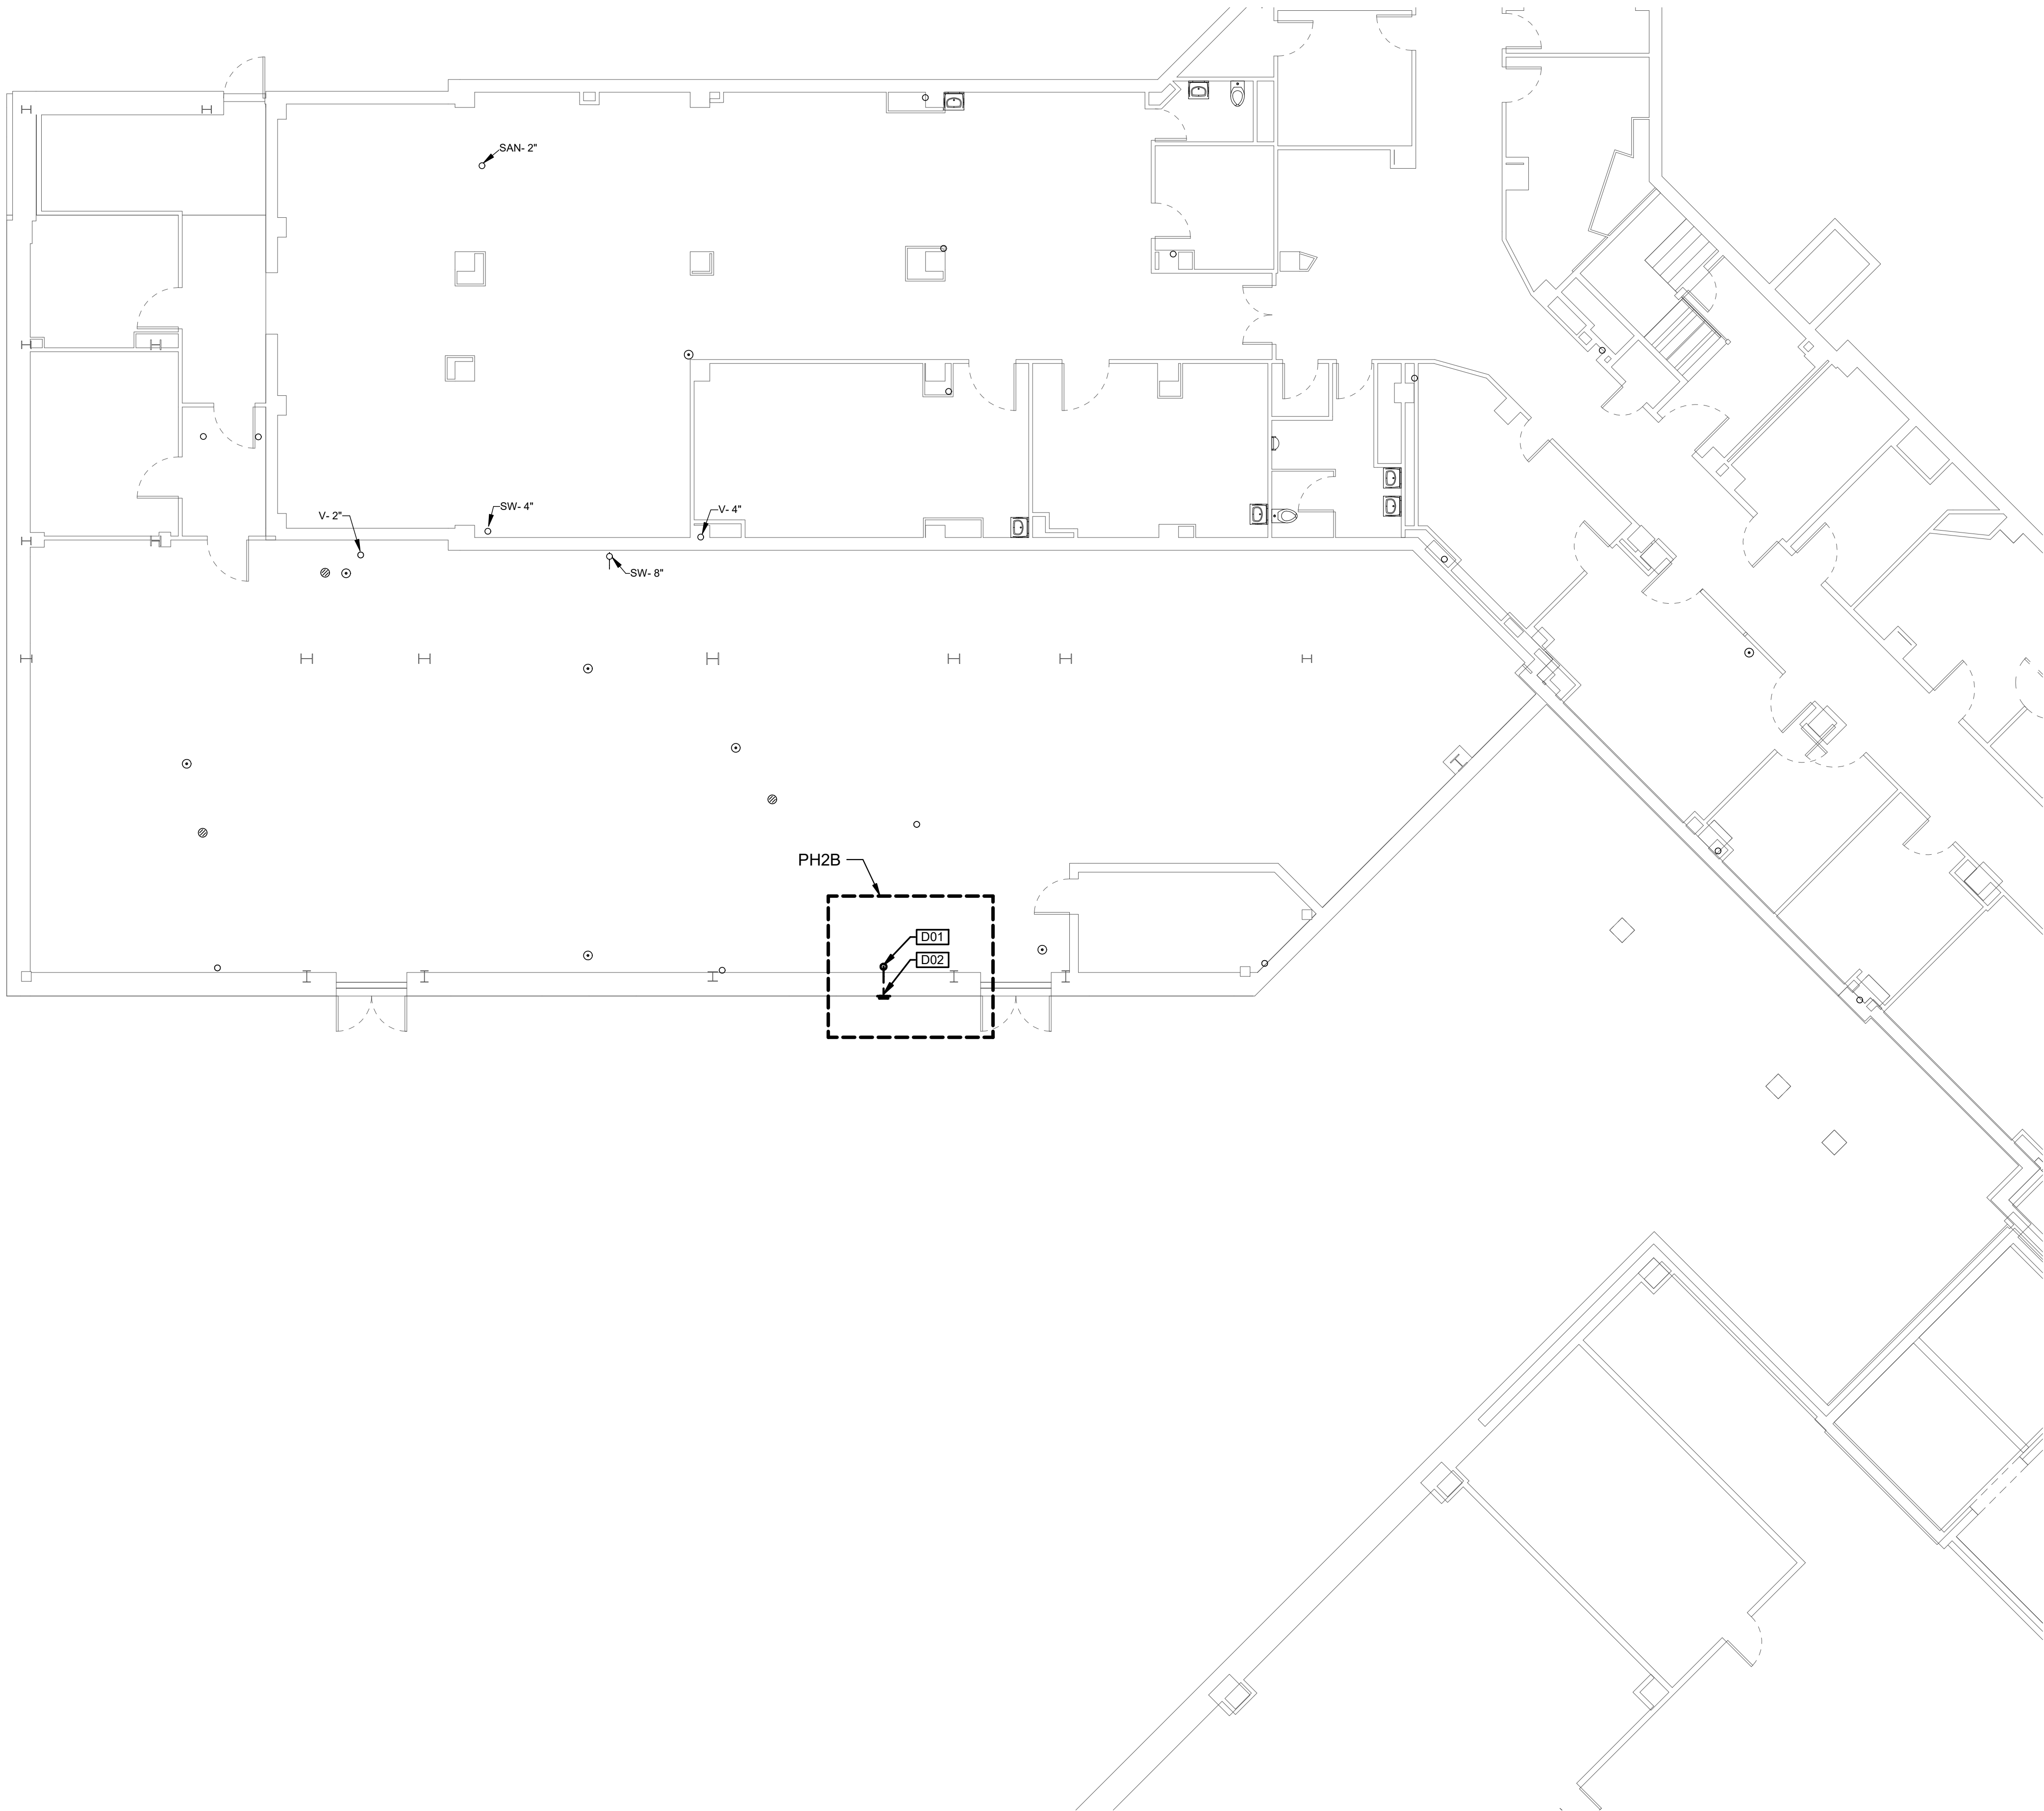 SAN- 2"
V- 2"
SW- 4"
V- 4"
SW- 8"
PH2B
D01
D02